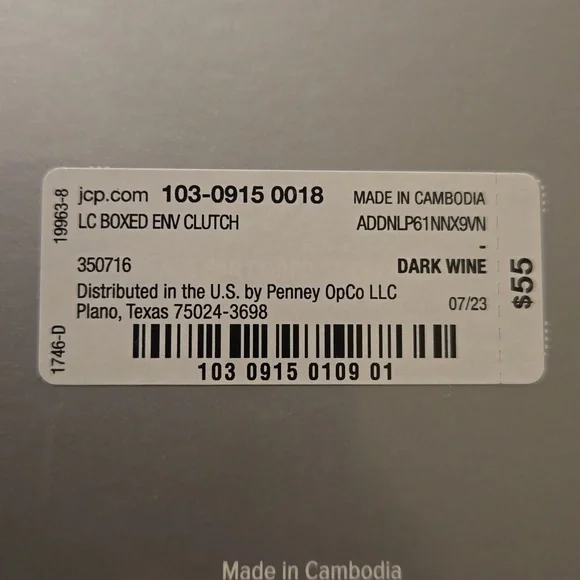 19963-8
1746-D
jcp.com 103-0915 0018
MADE IN CAMBODIA
LC BOXED ENV CLUTCH
ADDNLP61NNX9VN
-
350716
DARK WINE
Distributed in the U.S. by Penney OpCo LLC
Plano, Texas 75024-3698
07/23
103 0915 0109 01
$55
Made in Cambodia